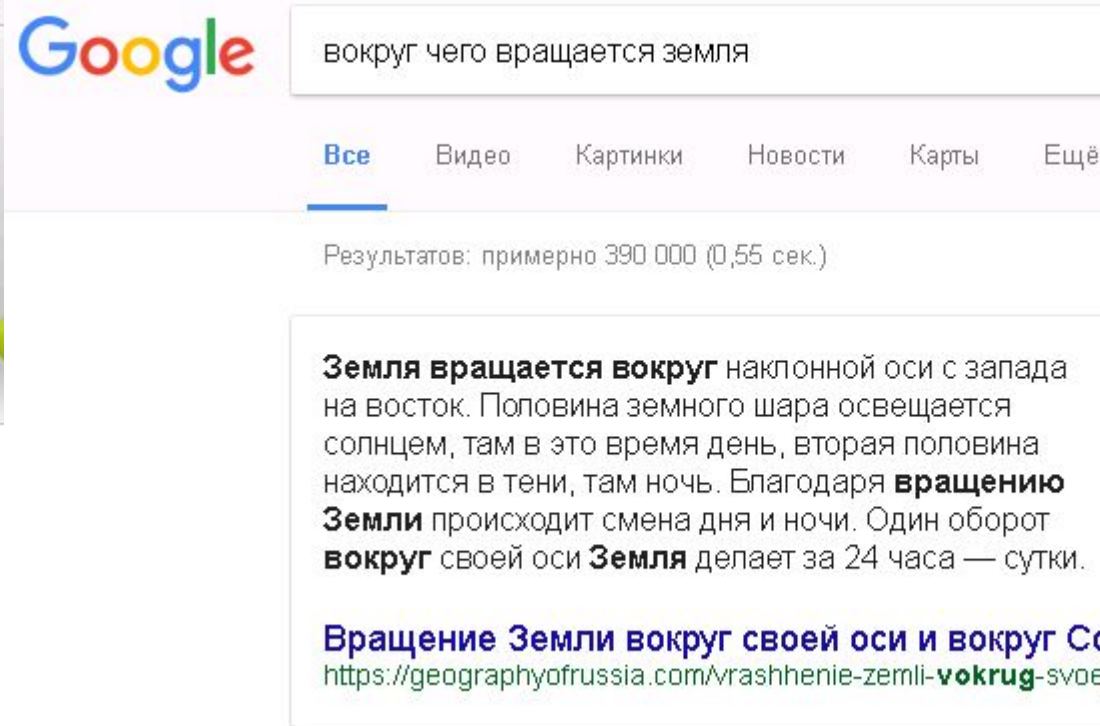 Google
вокруг чего вращается земля
Все Видео Картинки Новости Карты Ещё
Результатов: примерно 390 000 (0,55 сек.)
Земля вращается вокруг наклонной оси с запада
на восток. Половина земного шара освещается
солнцем, там в это время день, вторая половина
находится в тени, там ночь. Благодаря вращению
Земли происходит смена дня и ночи. Один оборот
вокруг своей оси Земля делает за 24 часа — сутки.
Вращение Земли вокруг своей оси и вокруг Со
https://geographyofrussia.com/vrashhenie-zemli-vokrug-svoe